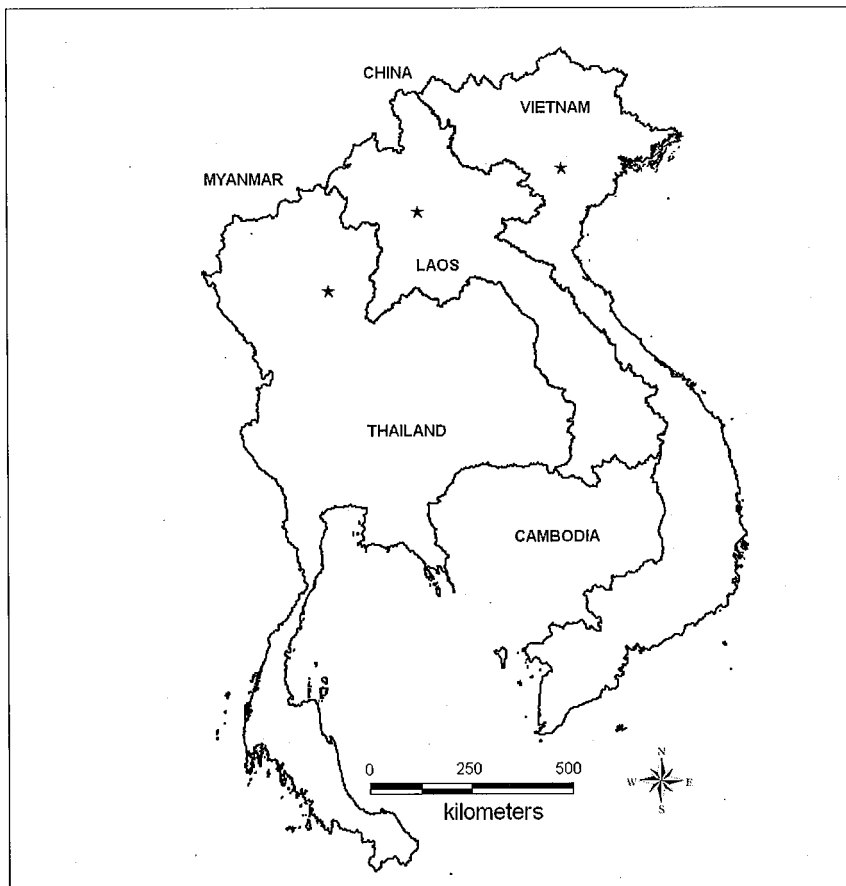 CHINA
VIETNAM
MYANMAR
LAOS
THAILAND
CAMBODIA
0 250 500
kilometers
N
W E
S